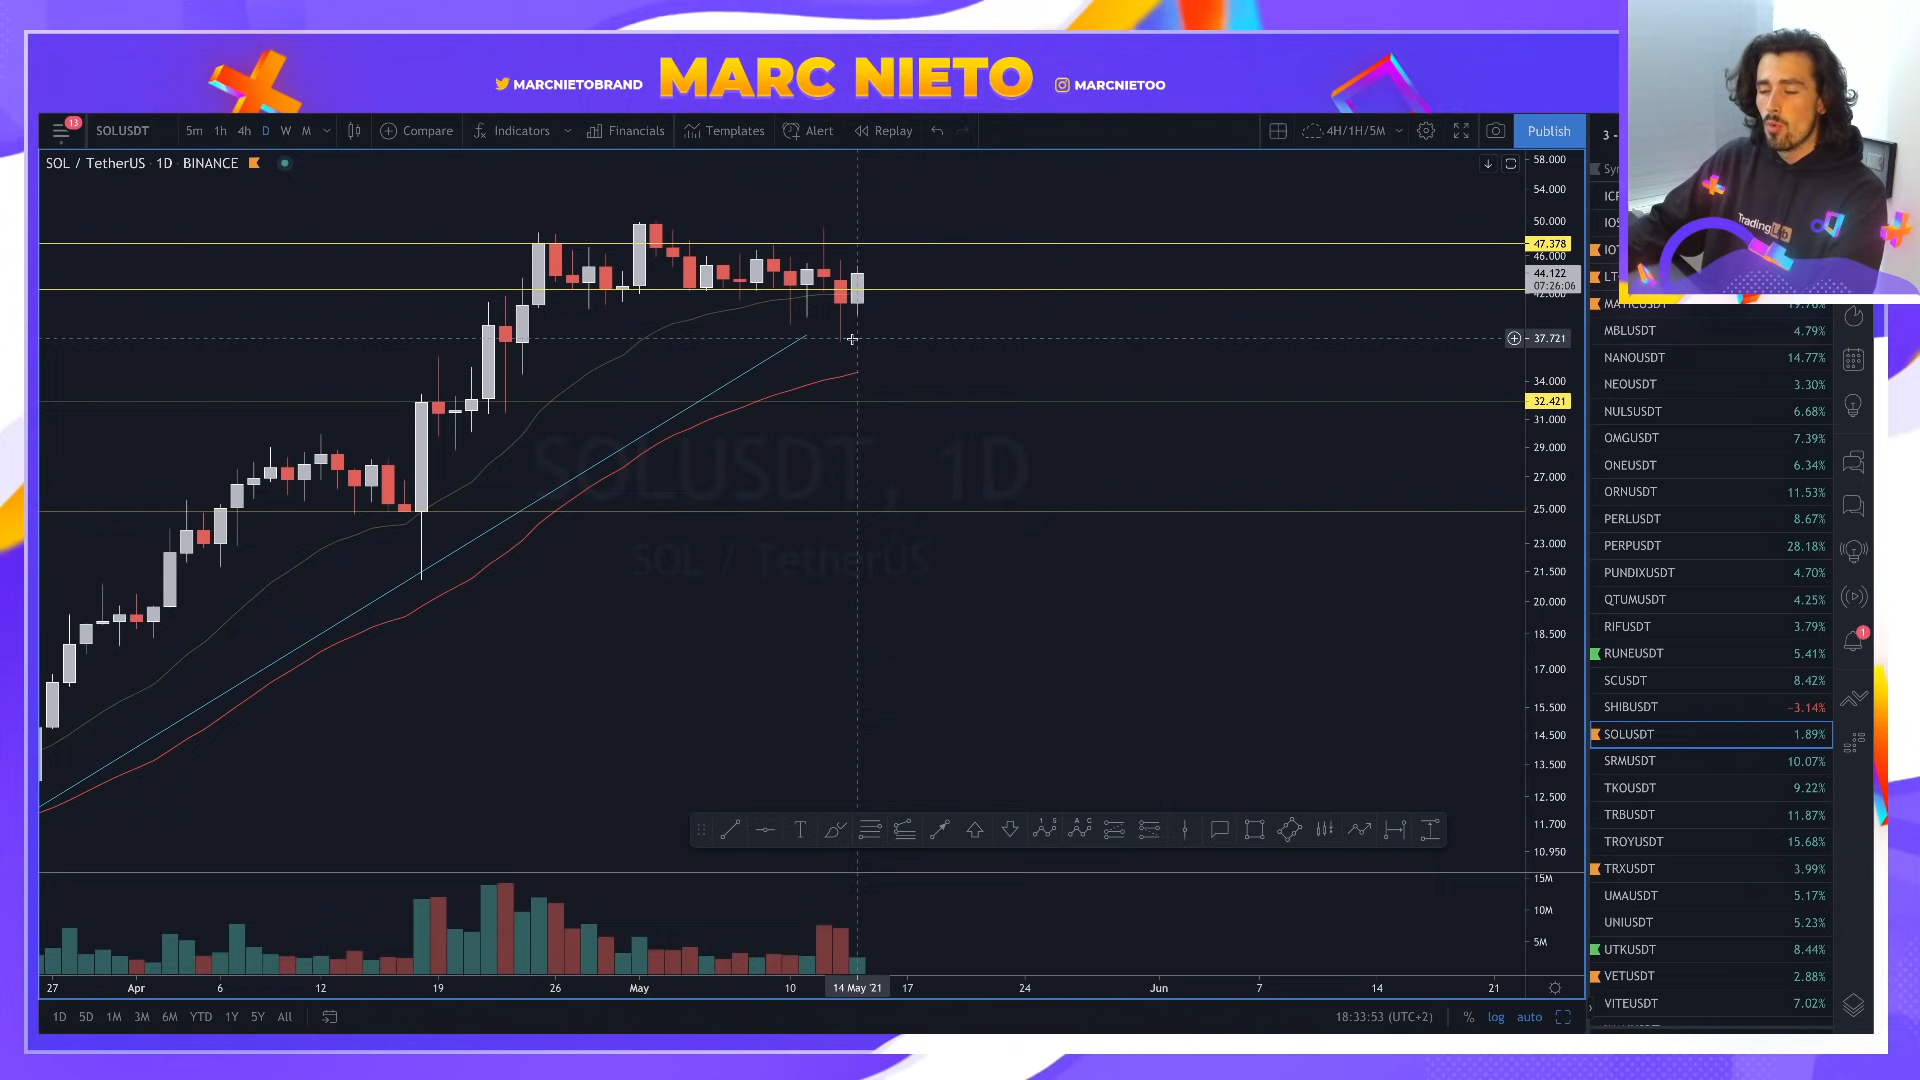 MARCNIETOBRAND MARC NIETO MARCNIETOO
13 SOLUSDT 5m 1h 4h D W M Compare Indicators Financials Templates Alert Replay 4H/1H/5M Publish 3 -
SOL / TetherUS · 1D · BINANCE
58.000
54.000
50.000
47.378
46.000
44.122
07:26:06
42.000
37.721
34.000
32.421
31.000
29.000
27.000
25.000
23.000
21.500
20.000
18.500
17.000
15.500
14.500
13.500
12.500
11.700
10.950
15M
10M
5M
SOLUSDT, 1D
SOL / TetherUS
27 Apr 6 12 19 26 May 10 14 May '21 17 24 Jun 7 14 21
1D 5D 1M 3M 6M YTD 1Y 5Y All 18:33:53 (UTC+2) % log auto
TradingLab
MBLUSDT 4.79%
NANOUSDT 14.77%
NEOUSDT 3.30%
NULSUSDT 6.68%
OMGUSDT 7.39%
ONEUSDT 6.34%
ORNUSDT 11.53%
PERLUSDT 8.67%
PERPUSDT 28.18%
PUNDIXUSDT 4.70%
QTUMUSDT 4.25%
RIFUSDT 3.79%
RUNEUSDT 5.41%
SCUSDT 8.42%
SHIBUSDT −3.14%
SOLUSDT 1.89%
SRMUSDT 10.07%
TKOUSDT 9.22%
TRBUSDT 11.87%
TROYUSDT 15.68%
TRXUSDT 3.99%
UMAUSDT 5.17%
UNIUSDT 5.23%
UTKUSDT 8.44%
VETUSDT 2.88%
VITEUSDT 7.02%
1